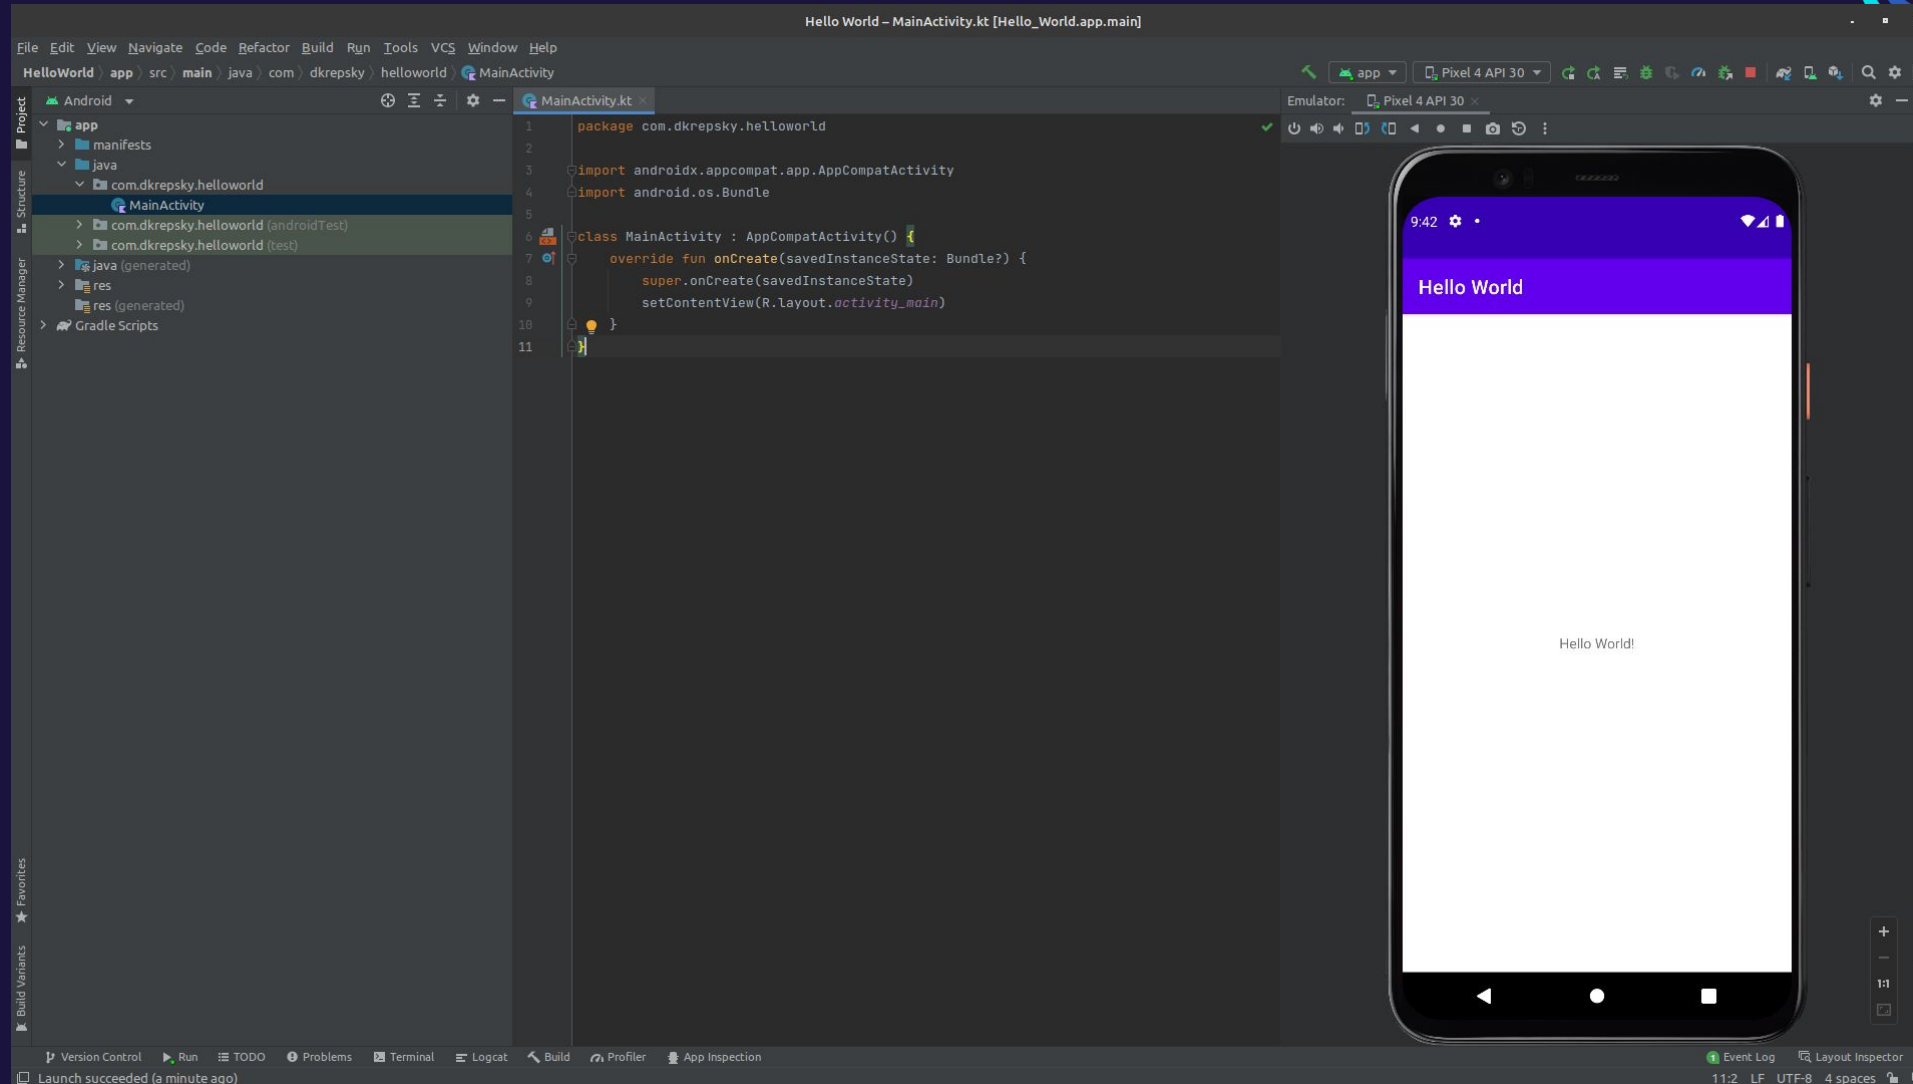 Hello World – MainActivity.kt [Hello_World.app.main]
File Edit View Navigate Code Refactor Build Run Tools VCS Window Help
HelloWorld app src main java com dkrepsky helloworld MainActivity
app Pixel 4 API 30
Project
Structure
Resource Manager
Favorites
Build Variants
Android
app
manifests
java
com.dkrepsky.helloworld
MainActivity
com.dkrepsky.helloworld (androidTest)
com.dkrepsky.helloworld (test)
java (generated)
res
res (generated)
Gradle Scripts
MainActivity.kt
1 package com.dkrepsky.helloworld
2
3 import androidx.appcompat.app.AppCompatActivity
4 import android.os.Bundle
5
6 class MainActivity : AppCompatActivity() {
7 override fun onCreate(savedInstanceState: Bundle?) {
8 super.onCreate(savedInstanceState)
9 setContentView(R.layout.activity_main)
10 }
11 }
Emulator: Pixel 4 API 30
9:42
Hello World
Hello World!
1:1
Version Control Run TODO Problems Terminal Logcat Build Profiler App Inspection
1 Event Log Layout Inspector
Launch succeeded (a minute ago)
11:2 LF UTF-8 4 spaces